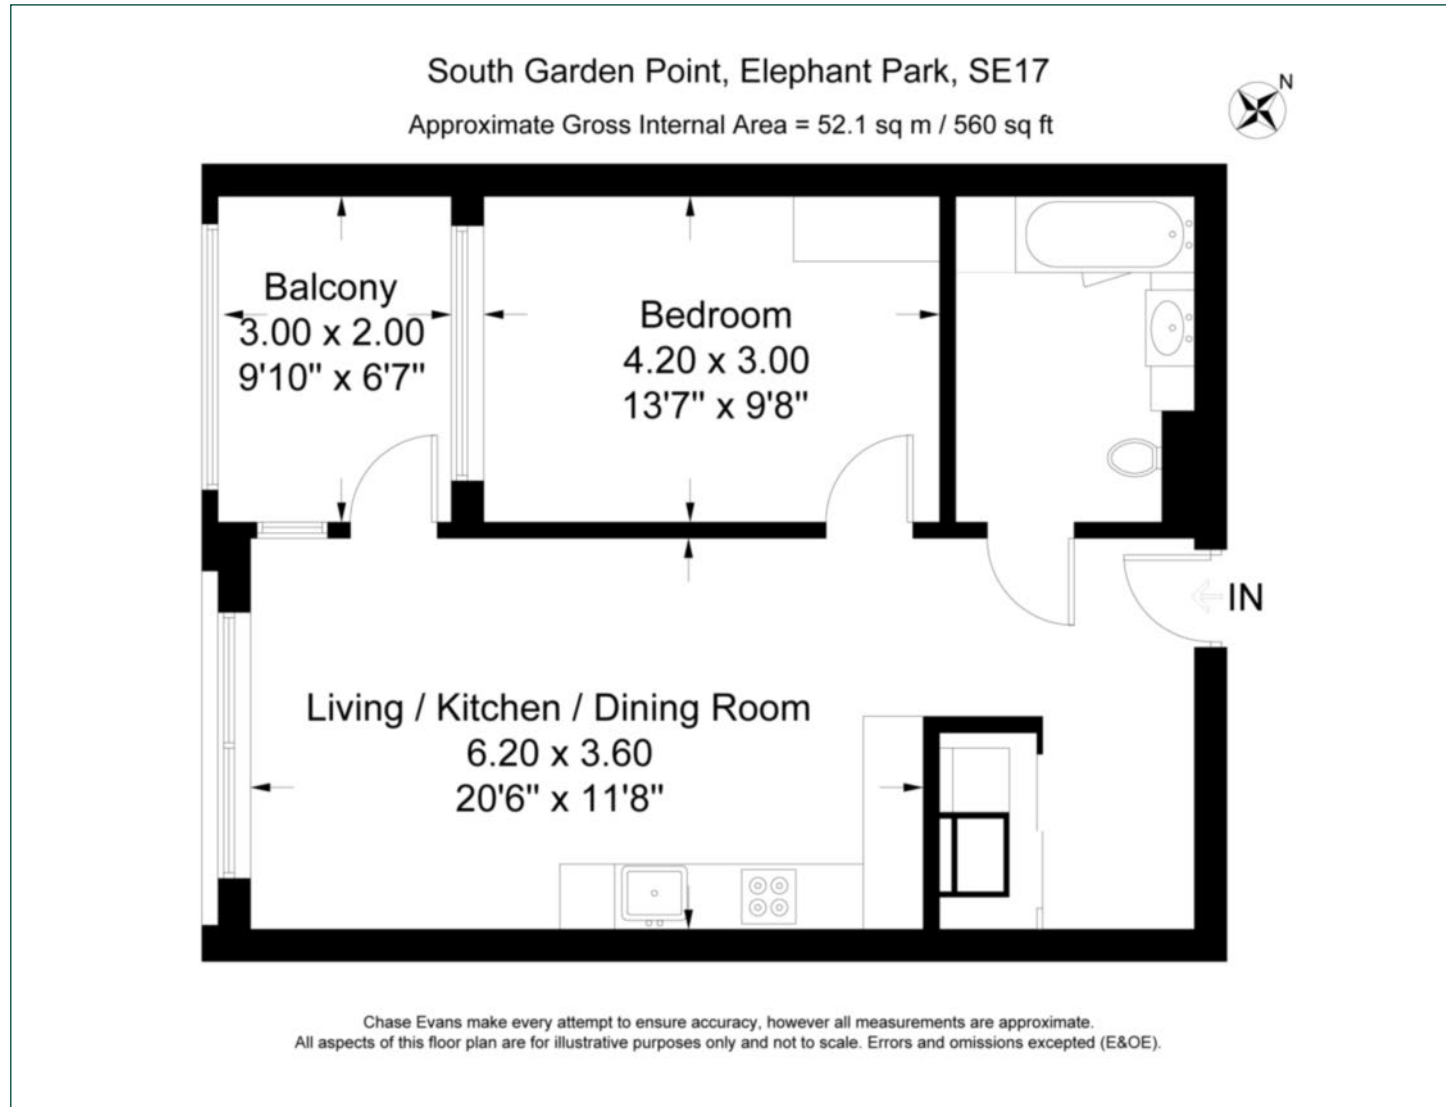 South Garden Point, Elephant Park, SE17
N
Approximate Gross Internal Area = 52.1 sq m / 560 sq ft
Balcony
3.00 x 2.00
9'10" x 6'7"
Bedroom
4.20 x 3.00
13'7" x 9'8"
IN
Living / Kitchen / Dining Room
6.20 x 3.60
20'6" x 11'8"
Chase Evans make every attempt to ensure accuracy, however all measurements are approximate.
All aspects of this floor plan are for illustrative purposes only and not to scale. Errors and omissions excepted (E&OE).